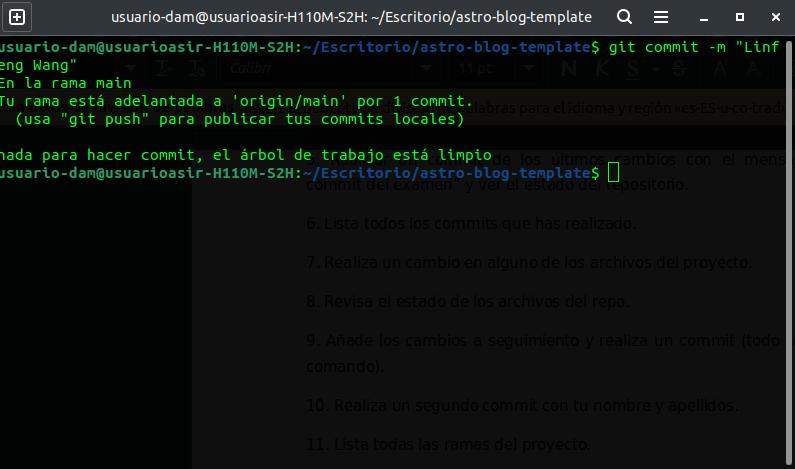 usuario-dam@usuarioasir-H110M-S2H: ~/Escritorio/astro-blog-template
usuario-dam@usuarioasir-H110M-S2H:~/Escritorio/astro-blog-template$ git commit -m "Linf
eng Wang"
En la rama main
Tu rama está adelantada a 'origin/main' por 1 commit.
(usa "git push" para publicar tus commits locales)
nada para hacer commit, el árbol de trabajo está limpio
usuario-dam@usuarioasir-H110M-S2H:~/Escritorio/astro-blog-template$
Calibri
11 pt
para el idioma y región «es-ES-u-co-trad
de los últimos cambios con el mens
commit del examen" y ver el estado del repositorio.
6. Lista todos los commits que has realizado.
7. Realiza un cambio en alguno de los archivos del proyecto.
8. Revisa el estado de los archivos del repo.
9. Añade los cambios a seguimiento y realiza un commit (todo
comando).
10. Realiza un segundo commit con tu nombre y apellidos.
11. Lista todas las ramas del proyecto.